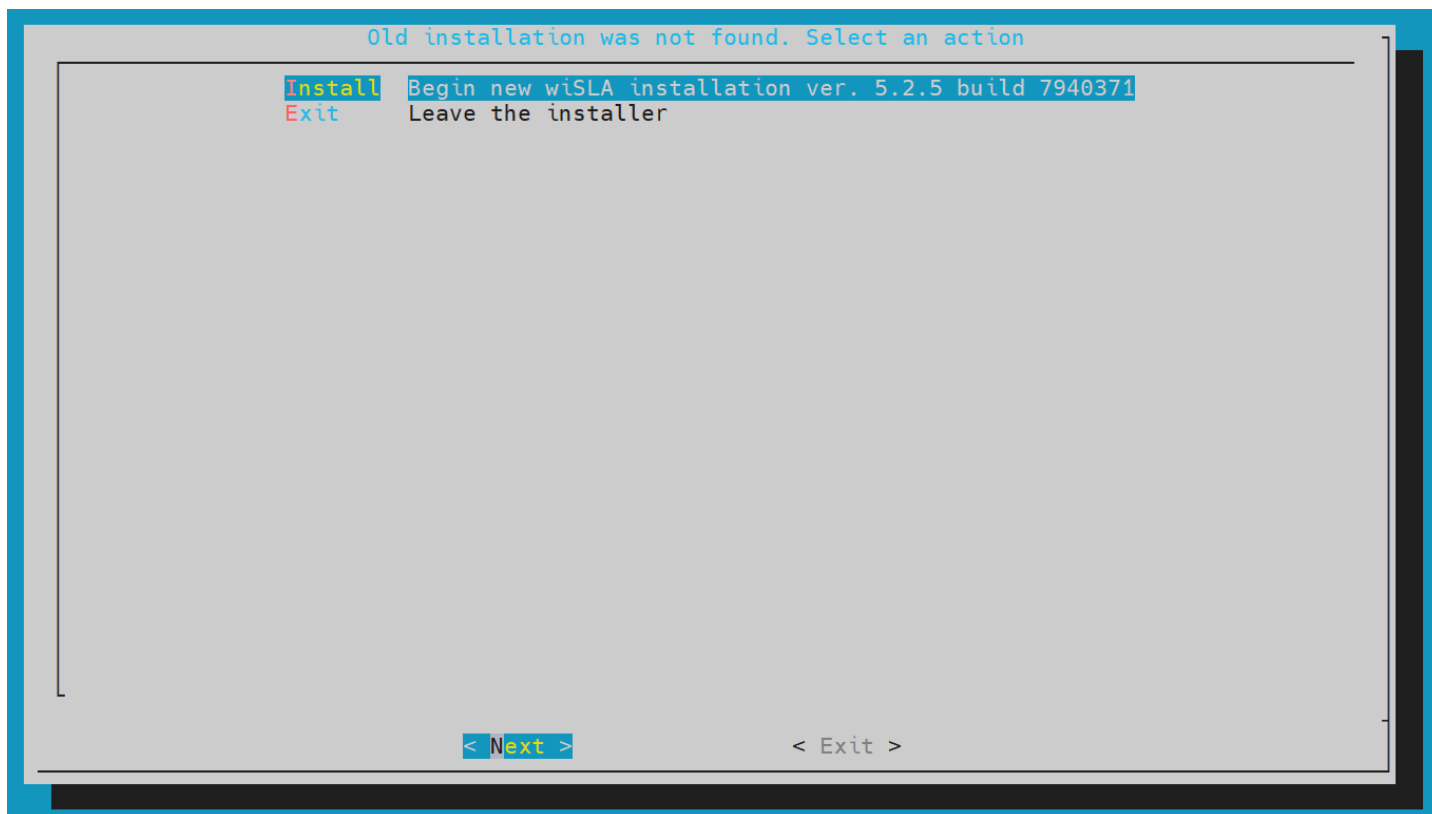 Old installation was not found. Select an action
Install Begin new wiSLA installation ver. 5.2.5 build 7940371
Exit Leave the installer
< Next > < Exit >